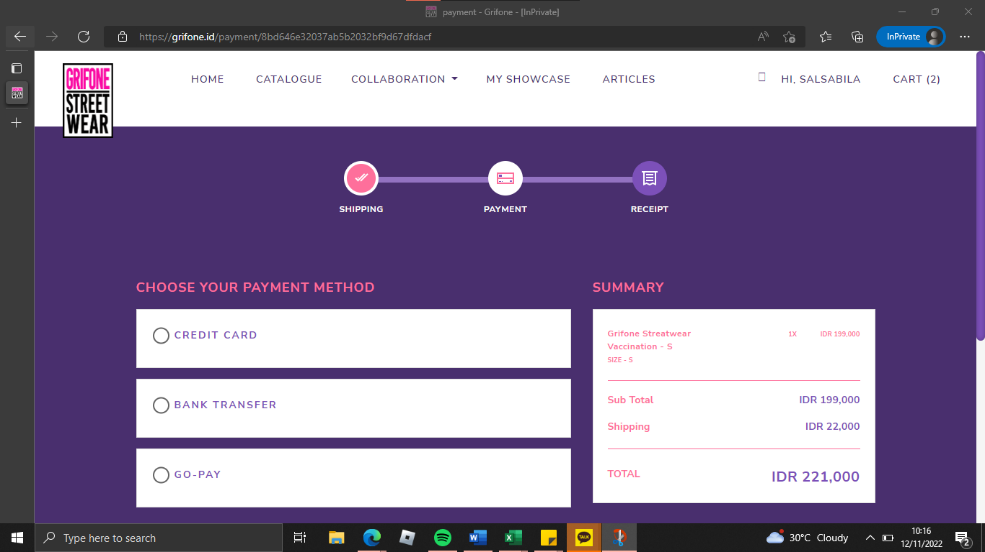 payment - Grifone - [InPrivate]
https://grifone.id/payment/8bd646e32037ab5b2032bf9d67dfdacf
InPrivate
GRIFONE
STREET
WEAR
HOME CATALOGUE COLLABORATION MY SHOWCASE ARTICLES HI, SALSABILA CART (2)
SHIPPING PAYMENT RECEIPT
CHOOSE YOUR PAYMENT METHOD
CREDIT CARD
BANK TRANSFER
GO-PAY
SUMMARY
Grifone Streatwear 1X IDR 199,000
Vaccination - S
SIZE - S
Sub Total IDR 199,000
Shipping IDR 22,000
TOTAL IDR 221,000
Type here to search
TALK
30°C Cloudy
10:16
12/11/2022
2